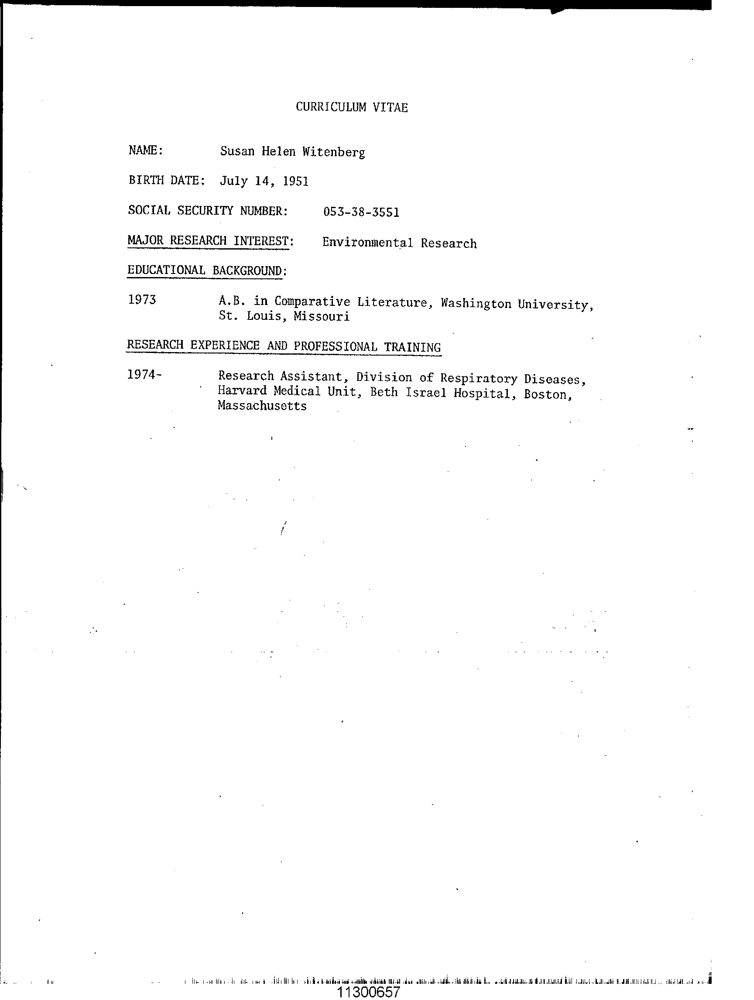 CURRICULUM VITAE
NAME: Susan Helen Witenberg
BIRTH DATE: July 14, 1951
SOCIAL SECURITY NUMBER: 053-38-3551
MAJOR RESEARCH INTEREST: Environmental Research
EDUCATIONAL BACKGROUND:
1973 A.B. in Comparative Literature, Washington University,
St. Louis, Missouri
RESEARCH EXPERIENCE AND PROFESSIONAL TRAINING
1974- Research Assistant, Division of Respiratory Diseases,
Harvard Medical Unit, Beth Israel Hospital, Boston,
Massachusetts
11300657